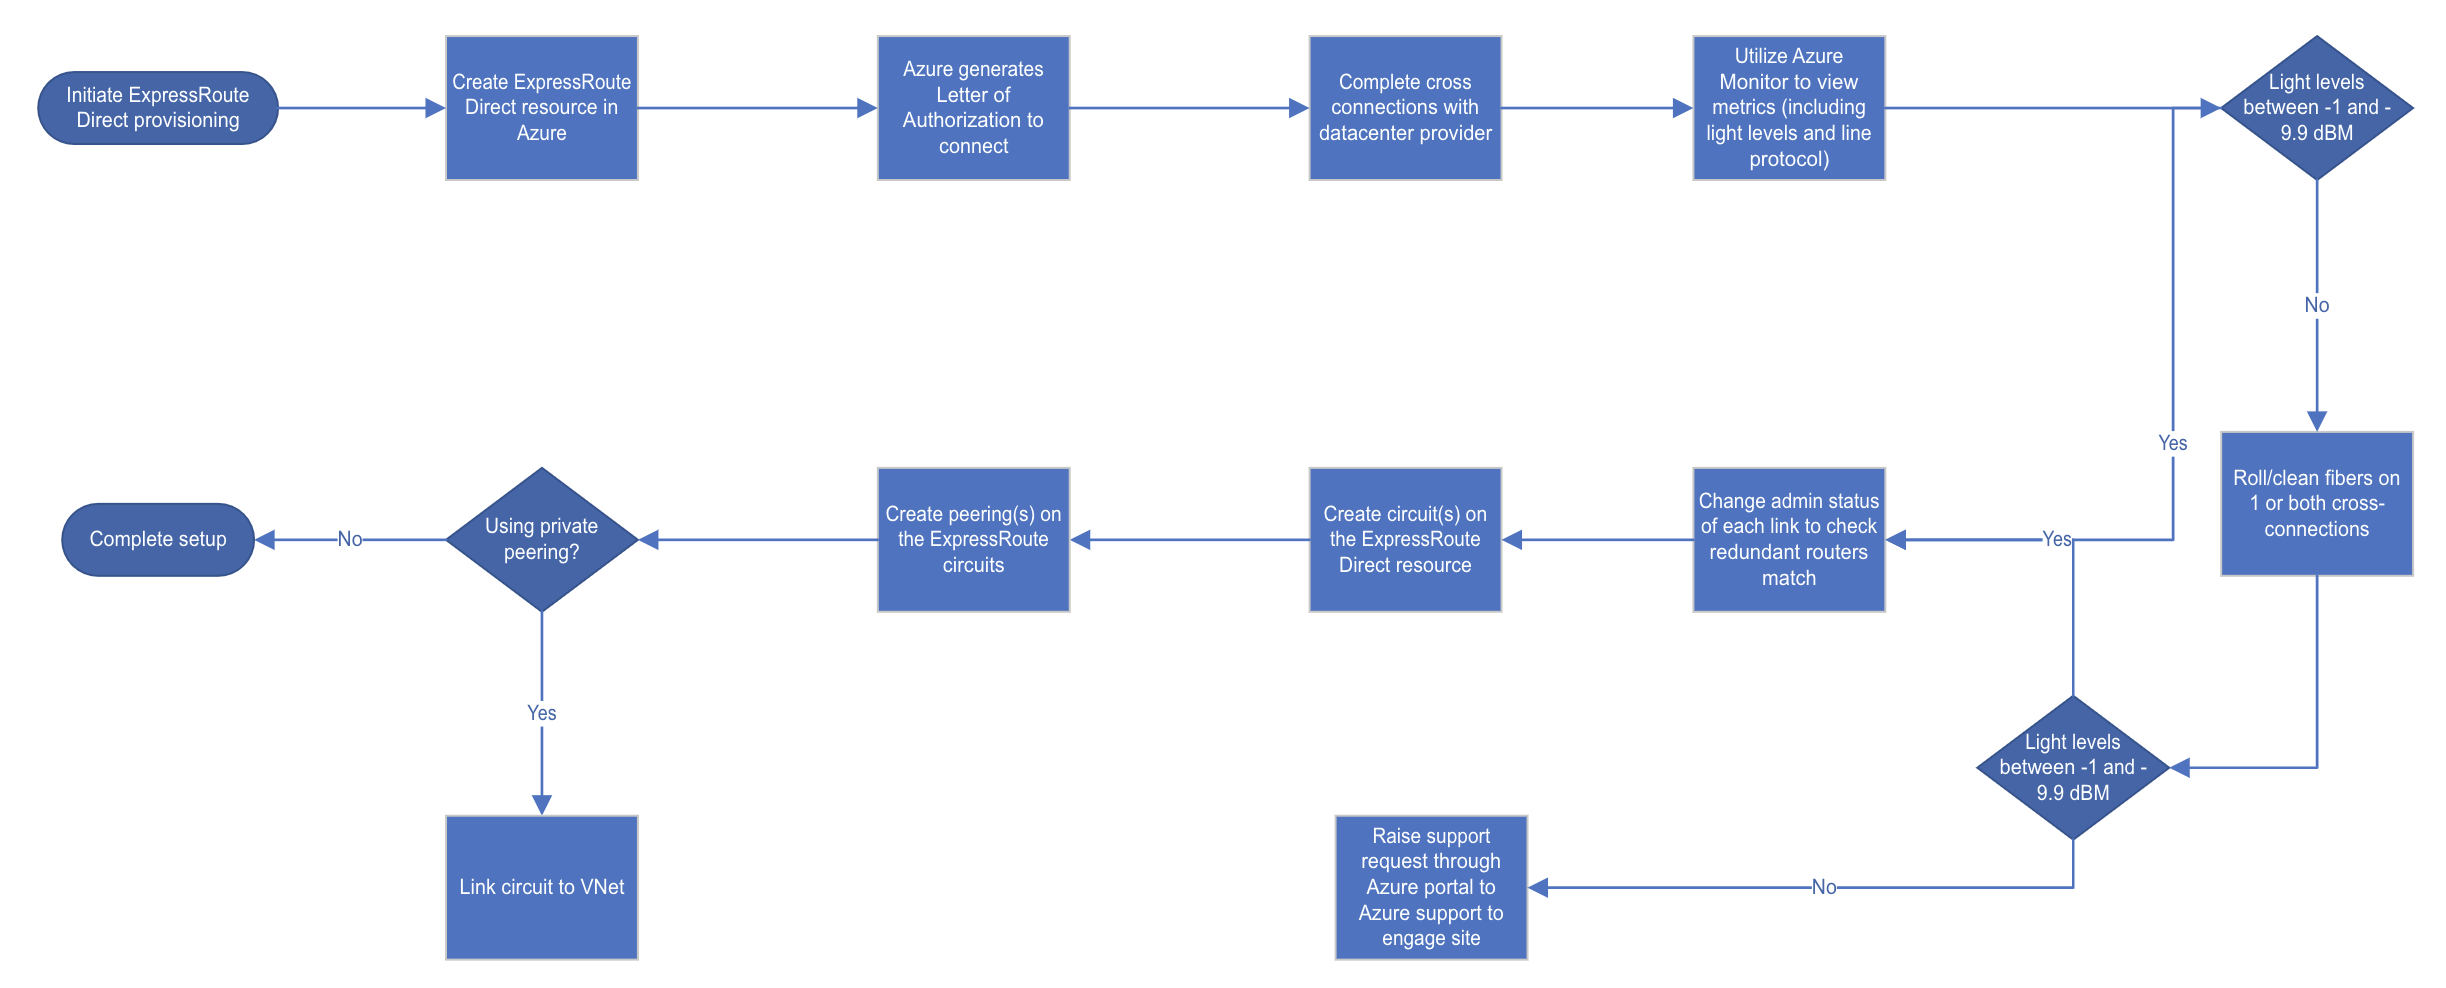 Initiate ExpressRoute
Direct provisioning
Create ExpressRoute
Direct resource in
Azure
Azure generates
Letter of
Authorization to
connect
Complete cross
connections with
datacenter provider
Utilize Azure
Monitor to view
metrics (including
light levels and line
protocol)
Light levels
between -1 and -
9.9 dBM
No
Yes
Roll/clean fibers on
1 or both cross-
connections
Yes
Change admin status
of each link to check
redundant routers
match
Create circuit(s) on
the ExpressRoute
Direct resource
Create peering(s) on
the ExpressRoute
circuits
Using private
peering?
No
Complete setup
Yes
Link circuit to VNet
Light levels
between -1 and -
9.9 dBM
No
Raise support
request through
Azure portal to
Azure support to
engage site